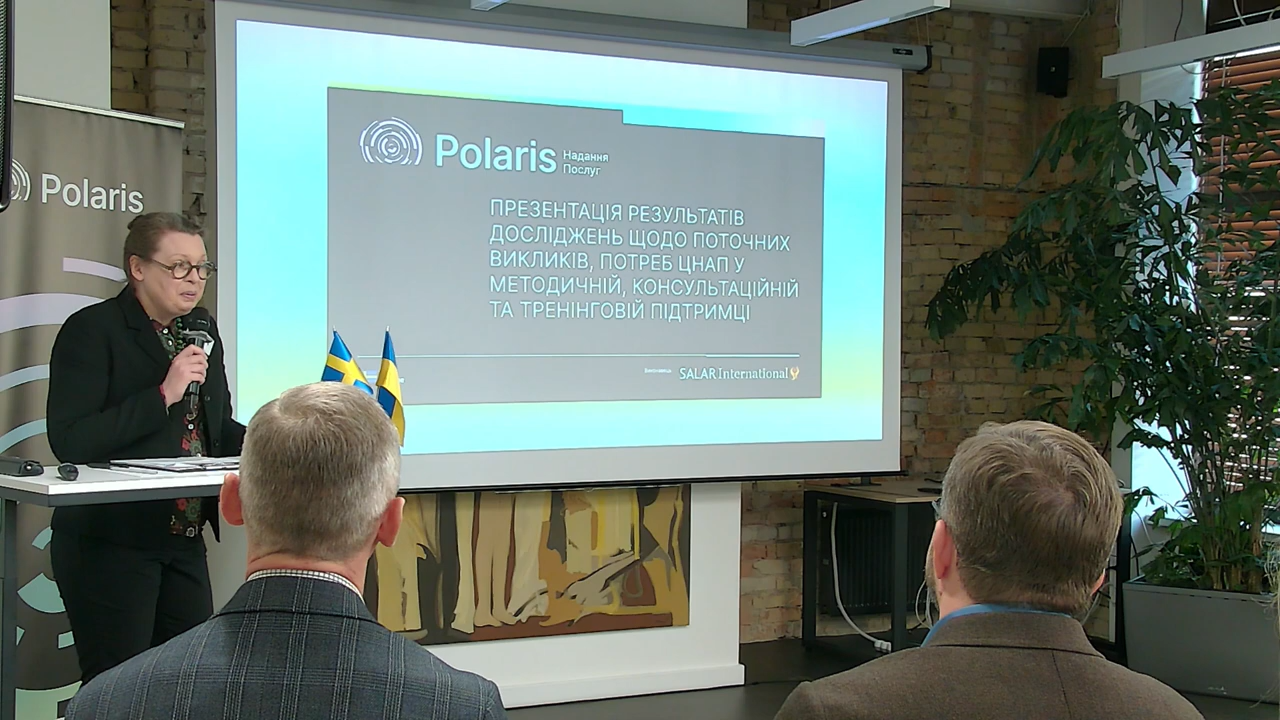 Polaris
Polaris
Надання
Послуг
ПРЕЗЕНТАЦІЯ РЕЗУЛЬТАТІВ
ДОСЛІДЖЕНЬ ЩОДО ПОТОЧНИХ
ВИКЛИКІВ, ПОТРЕБ ЦНАП У
МЕТОДИЧНІЙ, КОНСУЛЬТАЦІЙНІЙ
ТА ТРЕНІНГОВІЙ ПІДТРИМЦІ
SALAR International